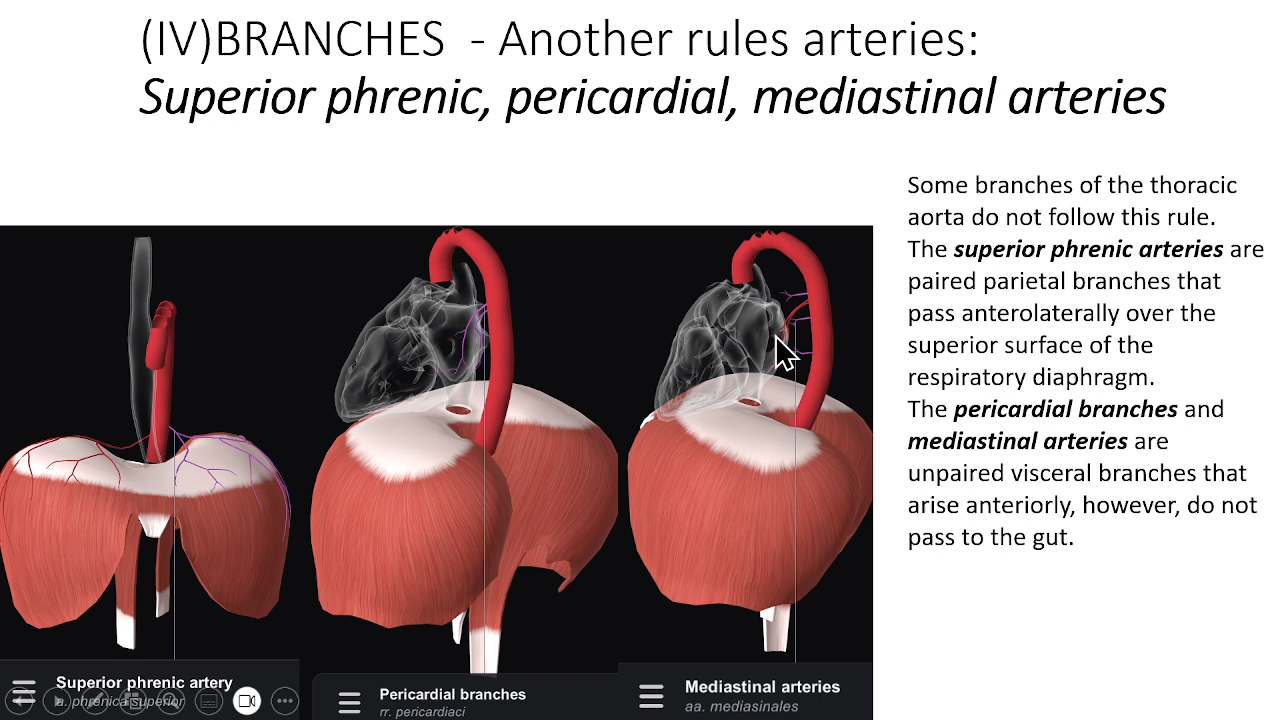 (IV)BRANCHES - Another rules arteries:
Superior phrenic, pericardial, mediastinal arteries
Some branches of the thoracic
aorta do not follow this rule.
The superior phrenic arteries are
paired parietal branches that
pass anterolaterally over the
superior surface of the
respiratory diaphragm.
The pericardial branches and
mediastinal arteries are
unpaired visceral branches that
arise anteriorly, however, do not
pass to the gut.
Superior phrenic artery
a. phrenica superior
Pericardial branches
rr. pericardiaci
Mediastinal arteries
aa. mediasinales